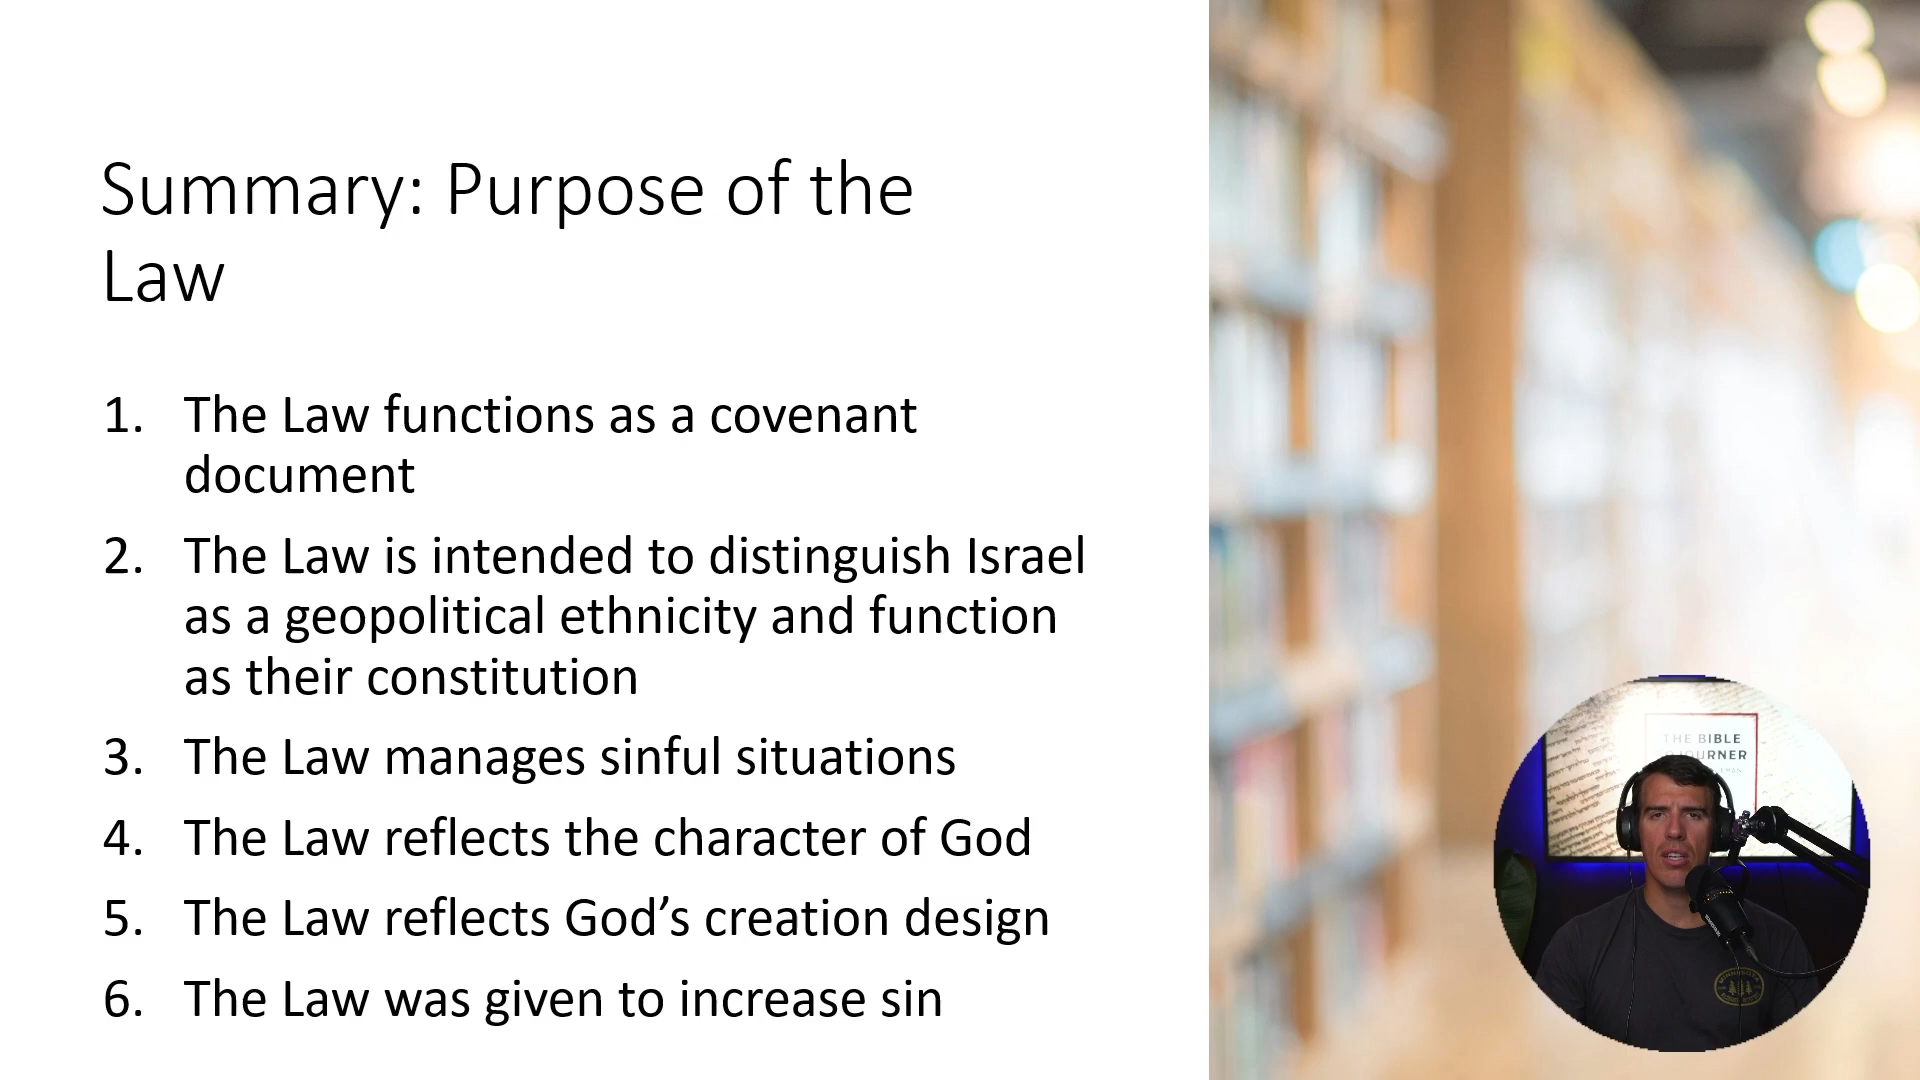 Summary: Purpose of the
Law
1. The Law functions as a covenant
document
2. The Law is intended to distinguish Israel
as a geopolitical ethnicity and function
as their constitution
3. The Law manages sinful situations
4. The Law reflects the character of God
5. The Law reflects God’s creation design
6. The Law was given to increase sin
THE BIBLE